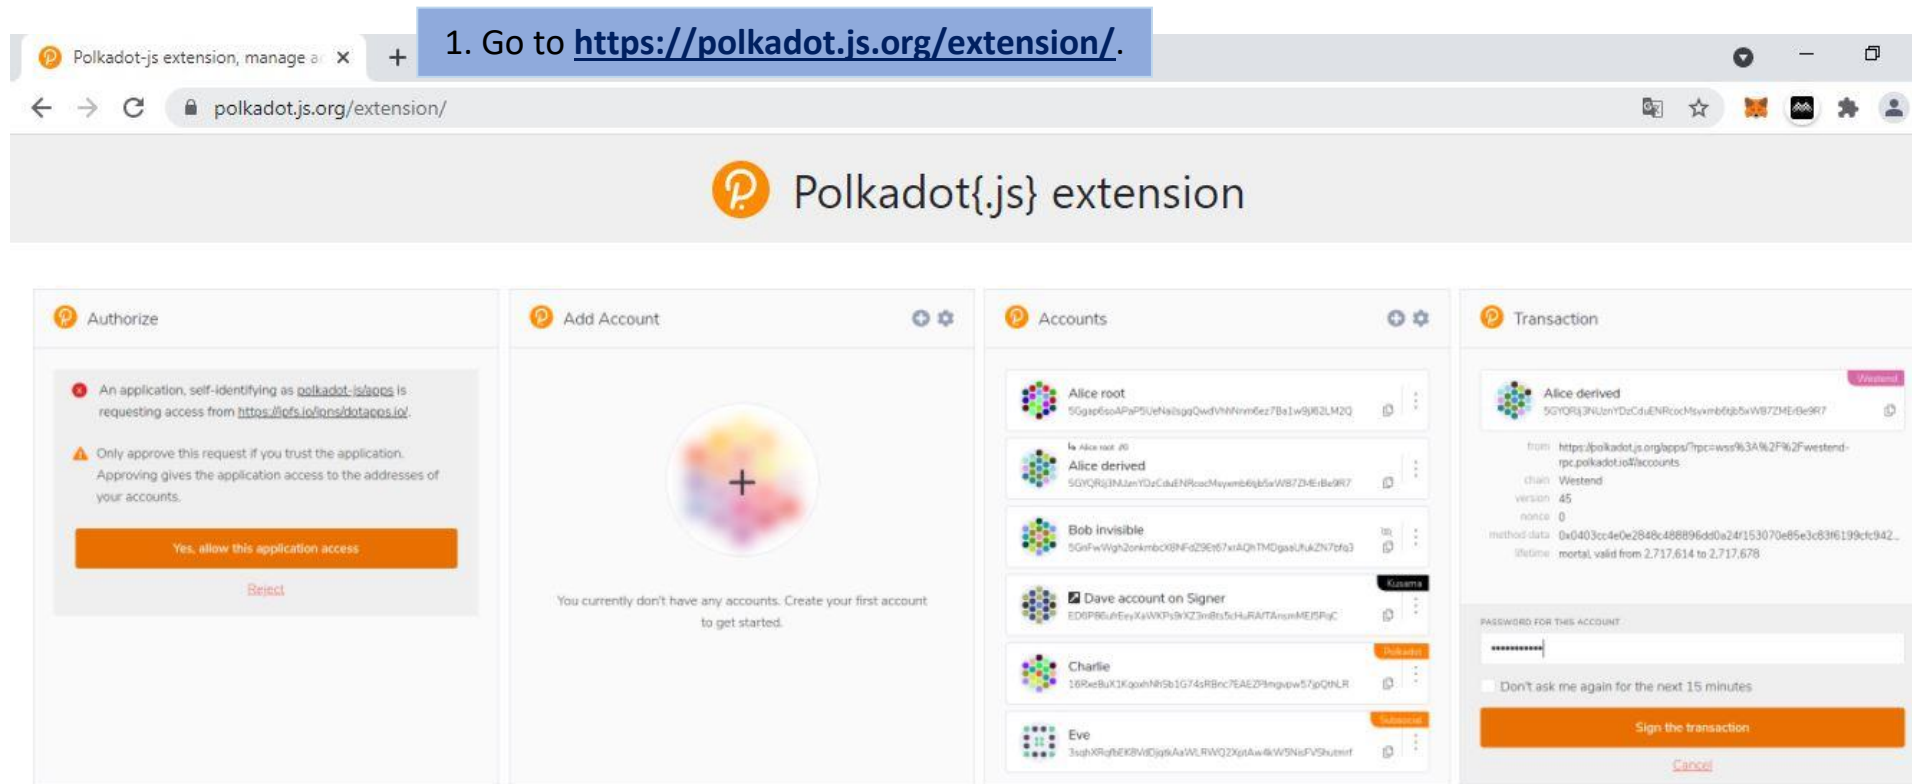 1. Go to https://polkadot.js.org/extension/.
Polkadot-js extension, manage a
polkadot.js.org/extension/
Polkadot{.js} extension
Authorize
An application, self-identifying as polkadot-js/apps is
requesting access from https://ipfs.io/ipns/dotapps.io/.
Only approve this request if you trust the application.
Approving gives the application access to the addresses of
your accounts.
Yes, allow this application access
Reject
Add Account
You currently don't have any accounts. Create your first account
to get started.
Accounts
Alice root
Alice root //0
Alice derived
Bob invisible
Kusama
Dave account on Signer
Polkadot
Charlie
Subsocial
Eve
Transaction
Westend
Alice derived
from https://polkadot.js.org/apps/?rpc=wss%3A%2F%2Fwestend-
rpc.polkadot.io#/accounts
chain Westend
version 45
nonce 0
method data
lifetime mortal, valid from 2,717,614 to 2,717,678
PASSWORD FOR THIS ACCOUNT
Don't ask me again for the next 15 minutes
Sign the transaction
Cancel